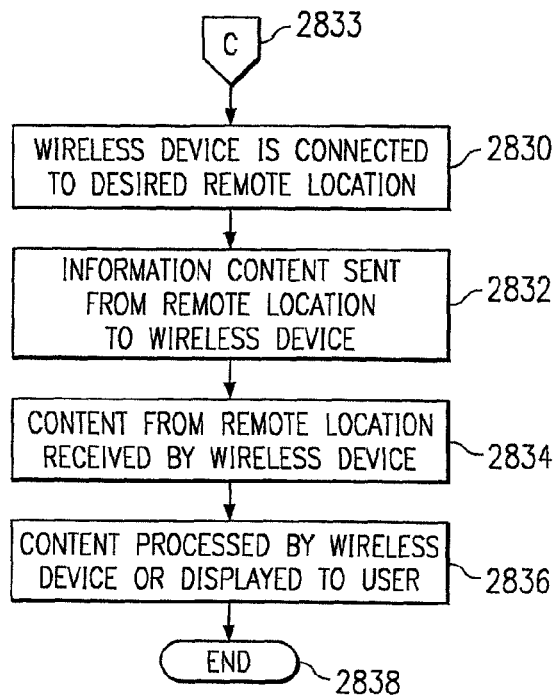 C
2833
WIRELESS DEVICE IS CONNECTED
TO DESIRED REMOTE LOCATION
2830
INFORMATION CONTENT SENT
FROM REMOTE LOCATION
TO WIRELESS DEVICE
2832
CONTENT FROM REMOTE LOCATION
RECEIVED BY WIRELESS DEVICE
2834
CONTENT PROCESSED BY WIRELESS
DEVICE OR DISPLAYED TO USER
2836
END
2838